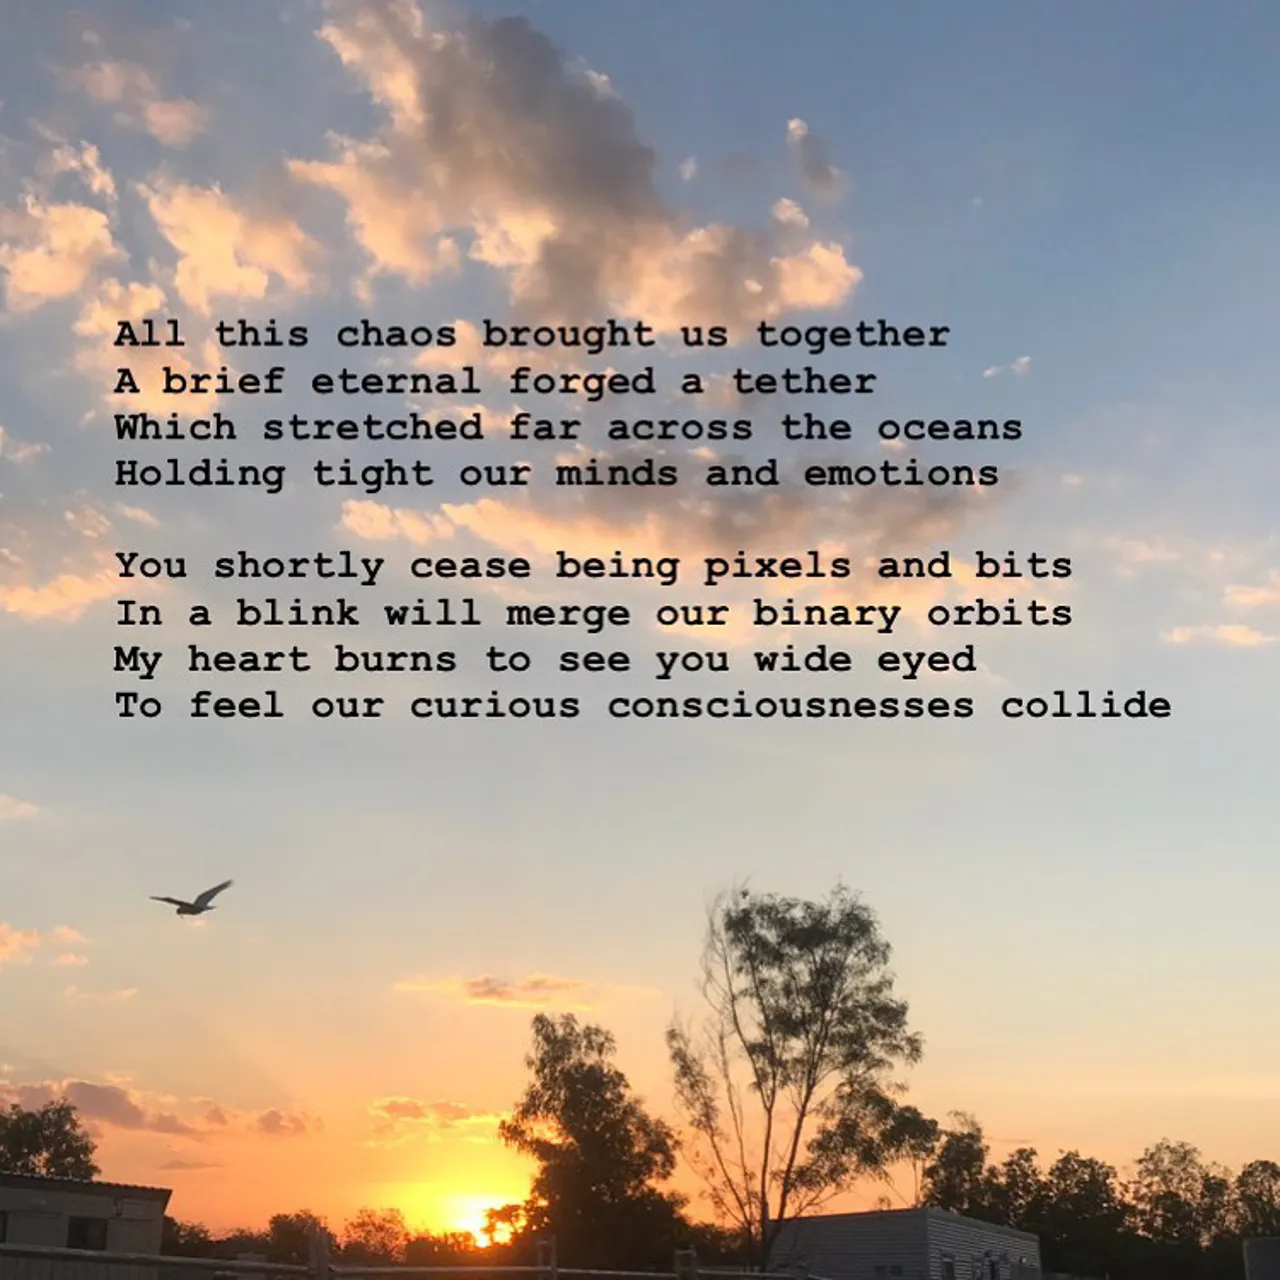 All this chaos brought us together
A brief eternal forged a tether
Which stretched far across the oceans
Holding tight our minds and emotions

You shortly cease being pixels and bits
In a blink will merge our binary orbits
My heart burns to see you wide eyed
To feel our curious consciousnesses collide